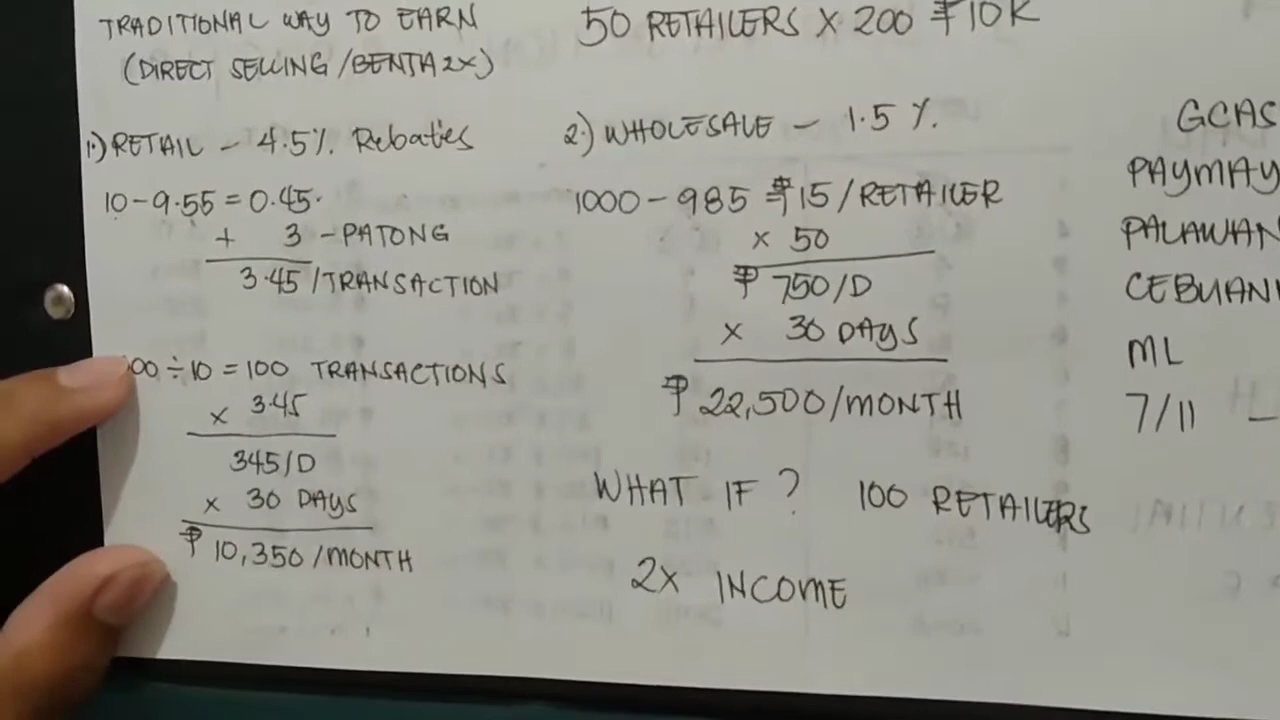 TRADITIONAL WAY TO EARN
(DIRECT SELLING / BENTA 2X)
1.) RETAIL - 4.5% Rebates
10 - 9.55 = 0.45
+ 3 - PATONG
3.45 / TRANSACTION
00 ÷ 10 = 100 TRANSACTIONS
x 3.45
345/D
x 30 DAYS
₱ 10,350 / MONTH
50 RETAILERS X 200 ₱10K
2.) WHOLESALE - 1.5 %.
1000 - 985 ₱15 / RETAILER
x 50
₱ 750/D
x 30 DAYS
₱ 22,500/MONTH
WHAT IF ? 100 RETAILERS
2X INCOME
GCAS
PAYMAY
PALAWAN
CEBUAN
ML
7/11 -